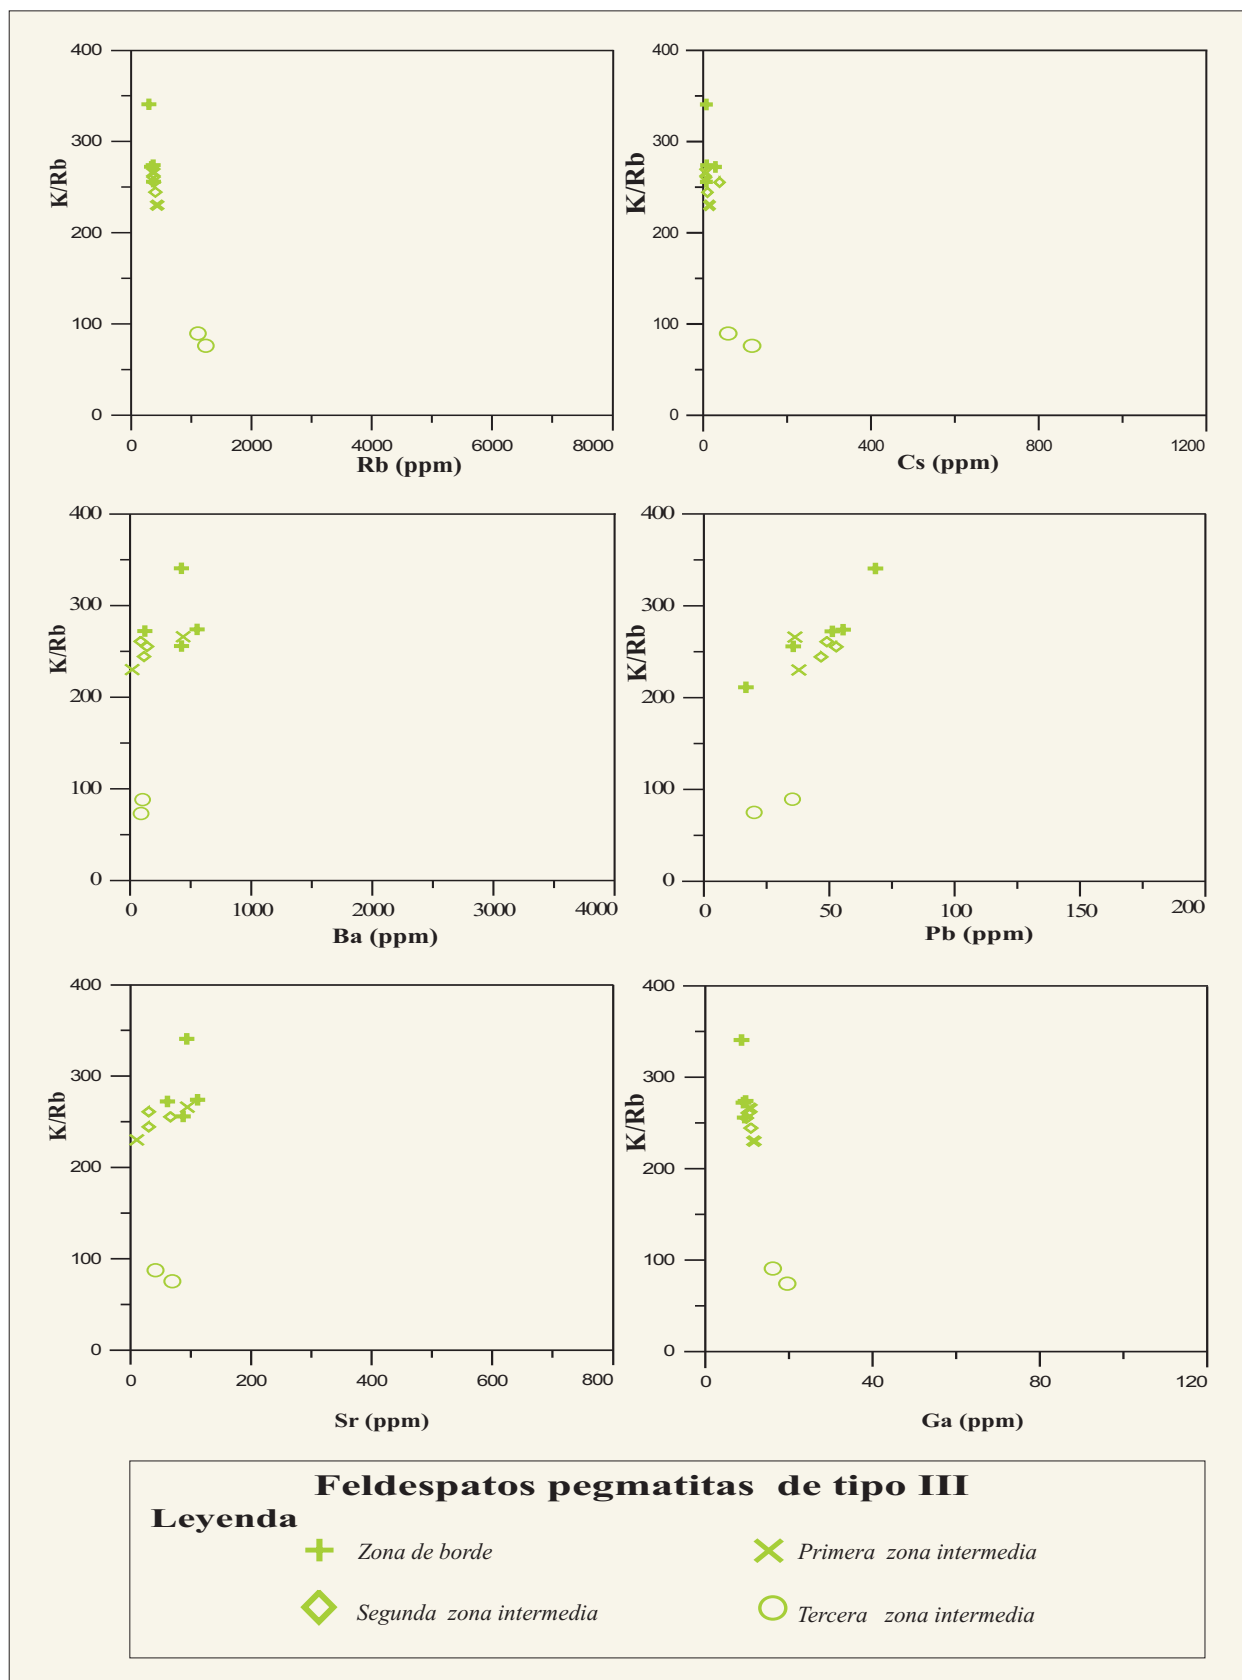 400
300
200
100
0
K/Rb
0 2000 4000 6000 8000
Rb (ppm)
400
300
200
100
0
K/Rb
0 400 800 1200
Cs (ppm)
400
300
200
100
0
K/Rb
0 1000 2000 3000 4000
Ba (ppm)
400
300
200
100
0
K/Rb
0 50 100 150 200
Pb (ppm)
400
300
200
100
0
K/Rb
0 200 400 600 800
Sr (ppm)
400
300
200
100
0
K/Rb
0 40 80 120
Ga (ppm)
Feldespatos pegmatitas de tipo III
Leyenda
Zona de borde
Primera zona intermedia
Segunda zona intermedia
Tercera zona intermedia